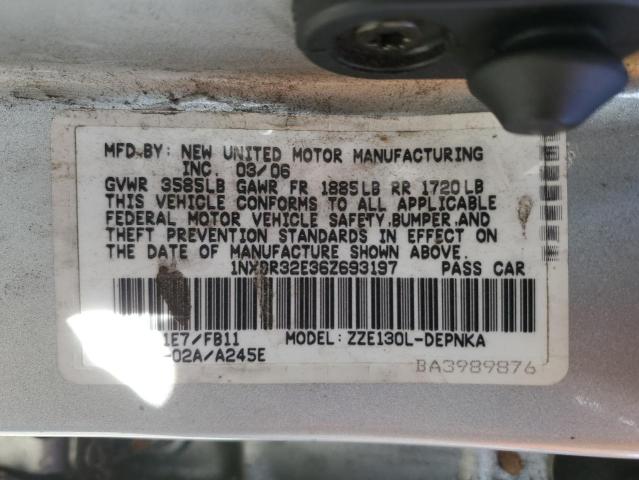 MFD.BY: NEW UNITED MOTOR MANUFACTURING
INC. 03/06
GVWR 3585LB GAWR FR 1885LB RR 1720LB
THIS VEHICLE CONFORMS TO ALL APPLICABLE
FEDERAL MOTOR VEHICLE SAFETY,BUMPER,AND
THEFT PREVENTION STANDARDS IN EFFECT ON
THE DATE OF MANUFACTURE SHOWN ABOVE.
1NXBR32E36Z693197 PASS CAR
1E7/FB11 MODEL: ZZE130L-DEPNKA
-02A/A245E
BA3989876